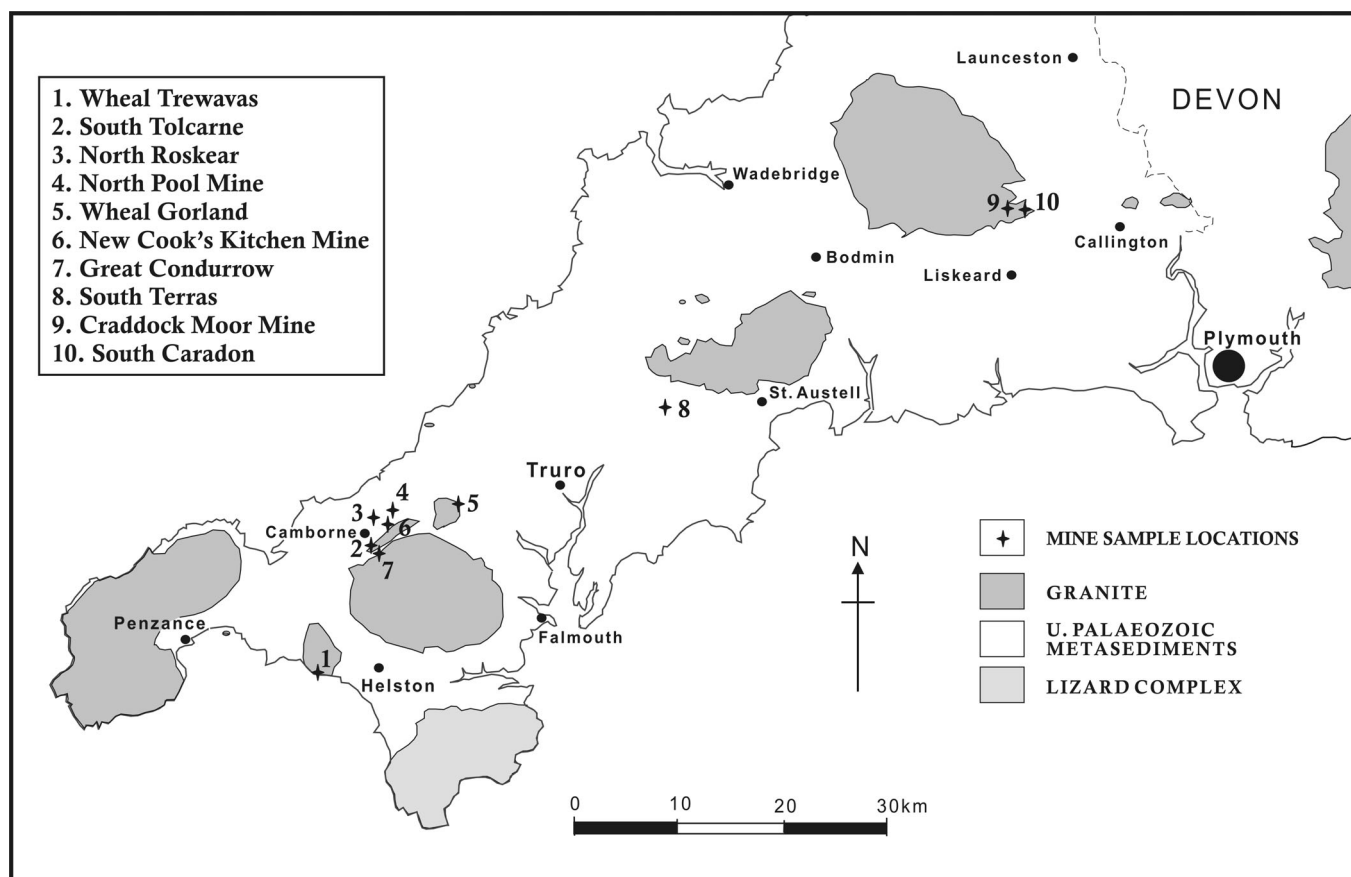 1. Wheal Trewavas
2. South Tolcarne
3. North Roskear
4. North Pool Mine
5. Wheal Gorland
6. New Cook's Kitchen Mine
7. Great Condurrow
8. South Terras
9. Craddock Moor Mine
10. South Caradon
Launceston
DEVON
Wadebridge
9
10
Callington
Bodmin
Liskeard
Plymouth
St. Austell
8
Truro
4
5
3
Camborne
6
2
7
N
MINE SAMPLE LOCATIONS
GRANITE
U. PALAEOZOIC
METASEDIMENTS
LIZARD COMPLEX
Penzance
Falmouth
1
Helston
0
10
20
30km